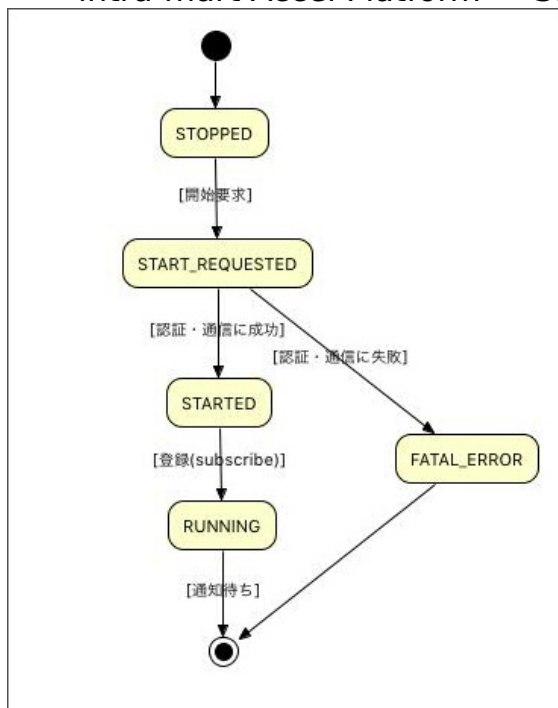 STOPPED
[開始要求]
START_REQUESTED
[認証・通信に成功]
[認証・通信に失敗]
STARTED
[登録(subscribe)]
FATAL_ERROR
RUNNING
[通知待ち]